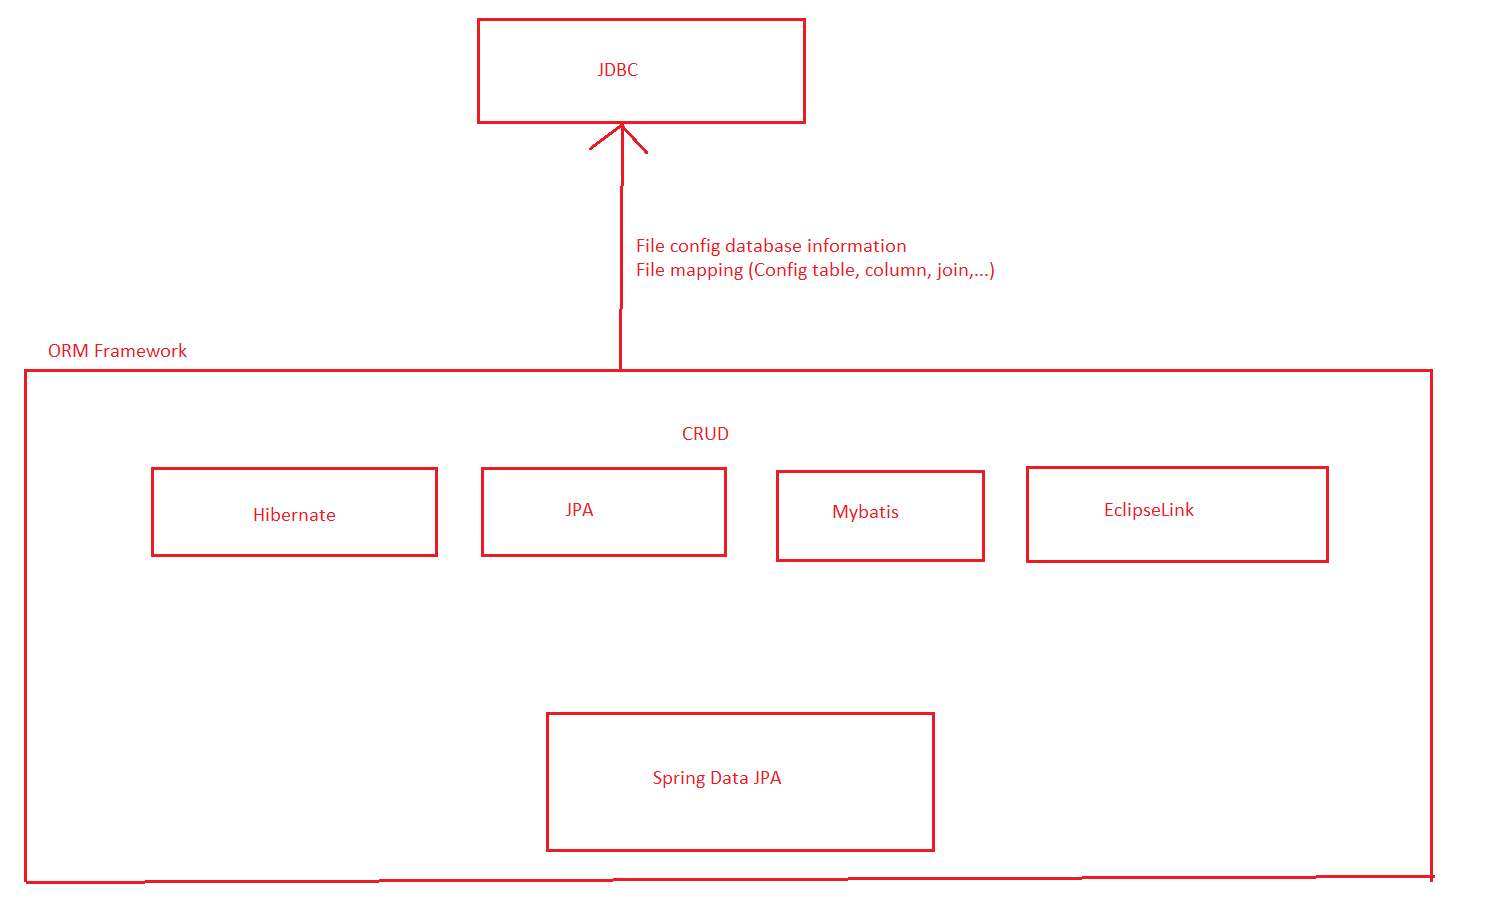 JDBC
File config database information
File mapping (Config table, column, join,...)
ORM Framework
CRUD
Hibernate
JPA
Mybatis
EclipseLink
Spring Data JPA